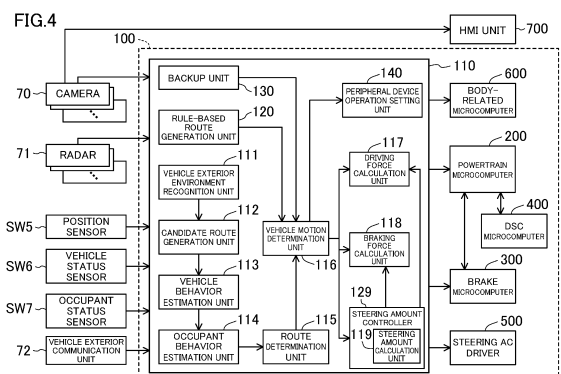 FIG.4
HMI UNIT
700
100
110
70
CAMERA
BACKUP UNIT
130
140
PERIPHERAL DEVICE
OPERATION SETTING
UNIT
600
BODY-
RELATED
MICROCOMPUTER
120
RULE-BASED
ROUTE
GENERATION UNIT
71
RADAR
111
VEHICLE EXTERIOR
ENVIRONMENT
RECOGNITION UNIT
117
DRIVING
FORCE
CALCULATION
UNIT
200
POWERTRAIN
MICROCOMPUTER
SW5
POSITION
SENSOR
112
CANDIDATE ROUTE
GENERATION UNIT
VEHICLE MOTION
DETERMINATION
UNIT
116
118
BRAKING
FORCE
CALCULATION
UNIT
400
DSC
MICROCOMPUTER
SW6
VEHICLE
STATUS
SENSOR
113
VEHICLE
BEHAVIOR
ESTIMATION UNIT
300
BRAKE
MICROCOMPUTER
SW7
OCCUPANT
STATUS
SENSOR
114
OCCUPANT
BEHAVIOR
ESTIMATION UNIT
115
ROUTE
DETERMINATION
UNIT
129
STEERING AMOUNT
CONTROLLER
119
STEERING
AMOUNT
CALCULATION
UNIT
500
STEERING AC
DRIVER
72
VEHICLE EXTERIOR
COMMUNICATION
UNIT